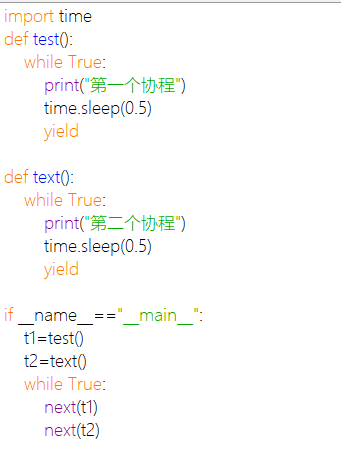 import time
def test():
    while True:
        print("第一个协程")
        time.sleep(0.5)
        yield

def text():
    while True:
        print("第二个协程")
        time.sleep(0.5)
        yield

if __name__=="__main__":
    t1=test()
    t2=text()
    while True:
        next(t1)
        next(t2)